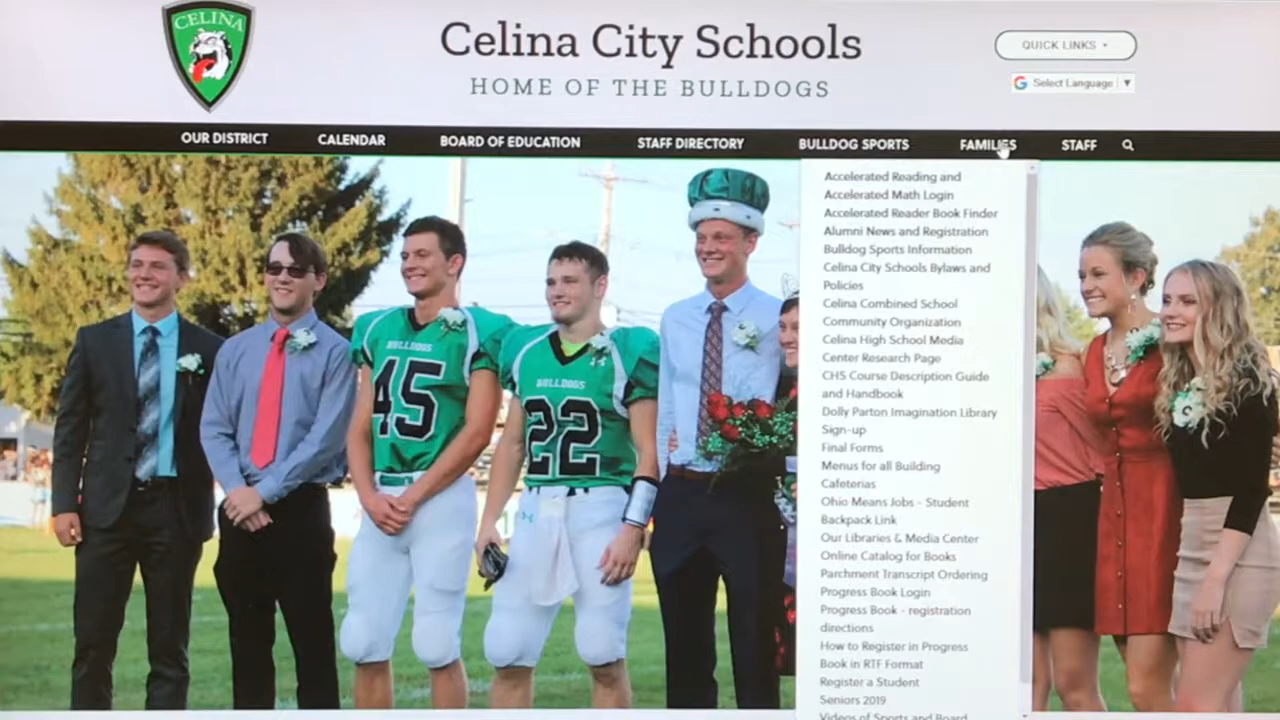 CELINA
Celina City Schools
HOME OF THE BULLDOGS
QUICK LINKS
G Select Language
OUR DISTRICT CALENDAR BOARD OF EDUCATION STAFF DIRECTORY BULLDOG SPORTS FAMILIES STAFF
Accelerated Reading and
Accelerated Math Login
Accelerated Reader Book Finder
Alumni News and Registration
Bulldog Sports Information
Celina City Schools Bylaws and
Policies
Celina Combined School
Community Organization
Celina High School Media
Center Research Page
CHS Course Description Guide
and Handbook
Dolly Parton Imagination Library
Sign-up
Final Forms
Menus for all Building
Cafeterias
Ohio Means Jobs - Student
Backpack Link
Our Libraries & Media Center
Online Catalog for Books
Parchment Transcript Ordering
Progress Book Login
Progress Book - registration
directions
How to Register in Progress
Book in RTF Format
Register a Student
Seniors 2019
Videos of Sports and Board
BULLDOGS
45
BULLDOGS
22